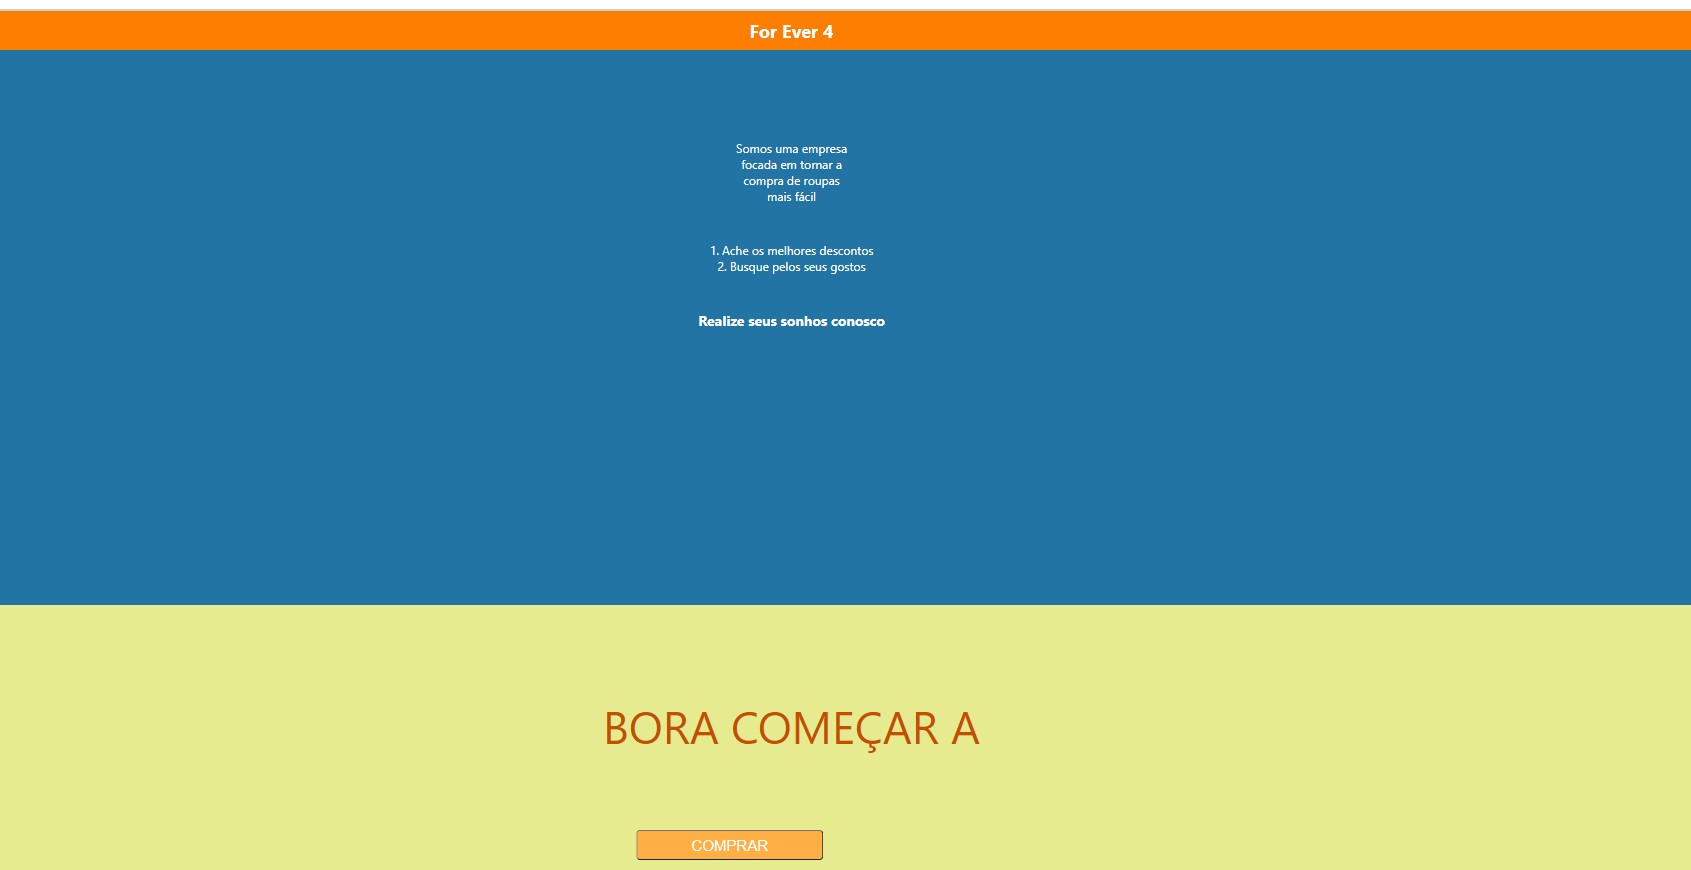 For Ever 4
Somos uma empresa
focada em tornar a
compra de roupas
mais fácil
1. Ache os melhores descontos
2. Busque pelos seus gostos
Realize seus sonhos conosco
BORA COMEÇAR A
COMPRAR